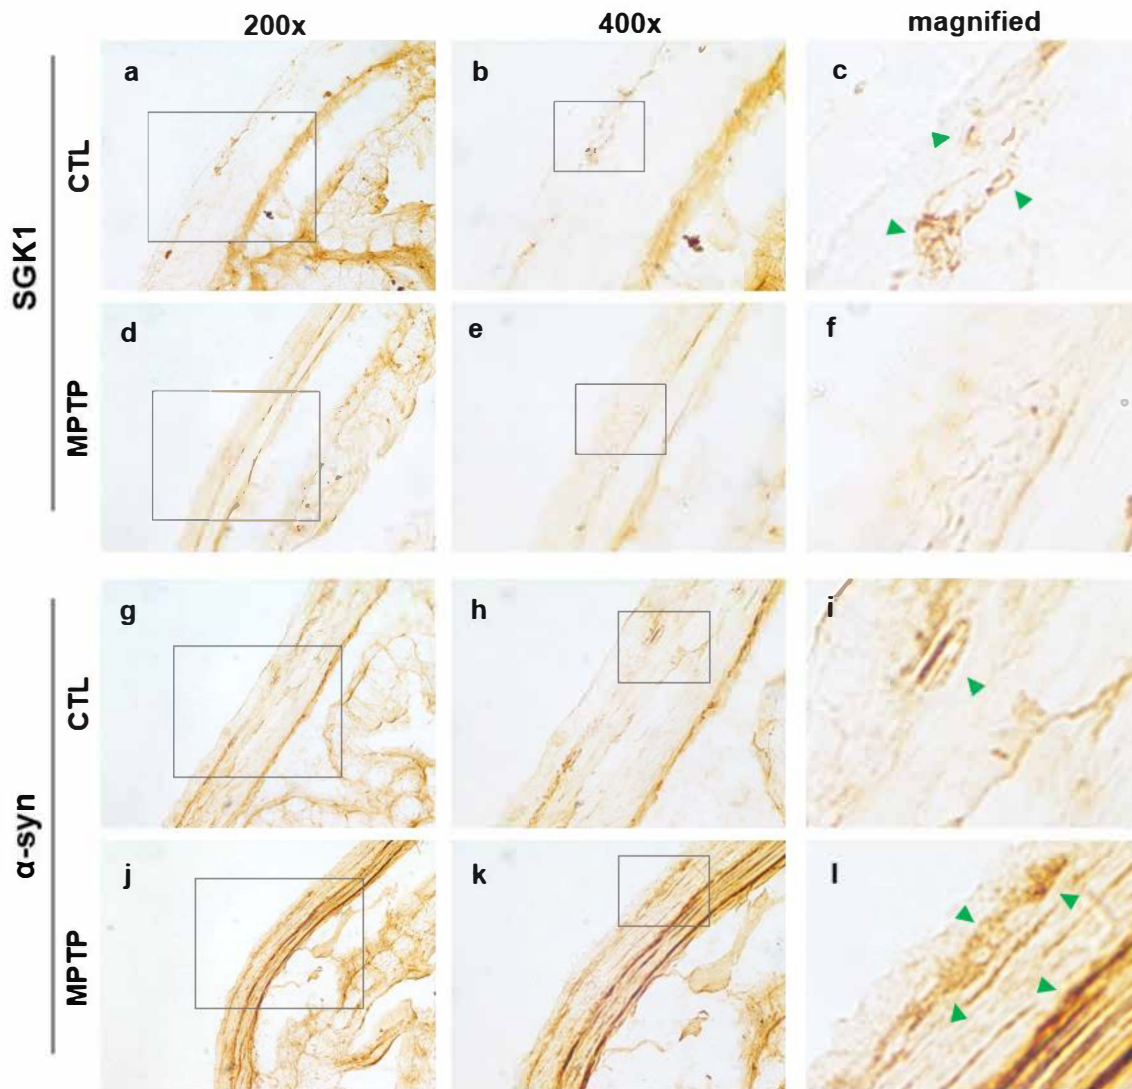 200x 400x magnified
SGK1
CTL
a b c
MPTP
d e f
α-syn
CTL
g h i
MPTP
j k l